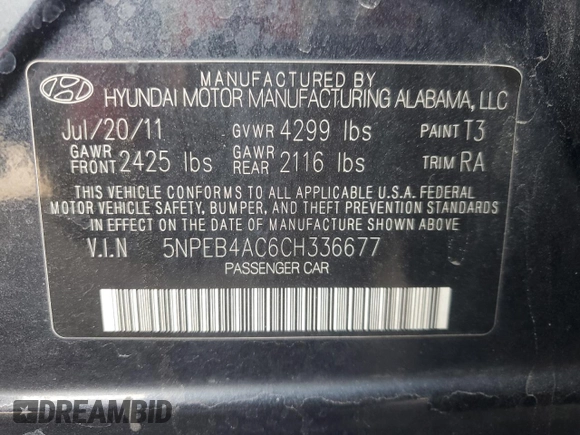 MANUFACTURED BY
HYUNDAI MOTOR MANUFACTURING ALABAMA, LLC
Jul/20/11 GVWR 4299 lbs PAINT T3
GAWR FRONT 2425 lbs GAWR REAR 2116 lbs TRIM RA
THIS VEHICLE CONFORMS TO ALL APPLICABLE U.S.A. FEDERAL
MOTOR VEHICLE SAFETY, BUMPER, AND THEFT PREVENTION
STANDARDS IN EFFECT ON THE DATE OF MANUFACTURE SHOWN ABOVE
V.I.N 5NPEB4AC6CH336677
PASSENGER CAR
DREAMBID